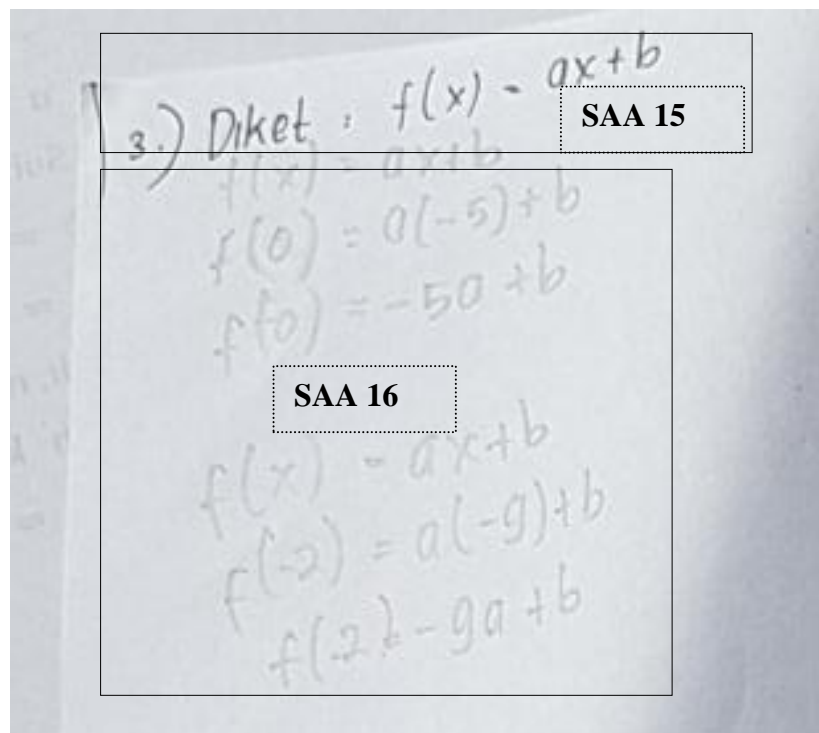 3.) Diket : f(x) = ax+b
SAA 15
f(x) = ax+b
f(0) = a(-5)+b
f(0) = -5a+b
SAA 16
f(x) = ax+b
f(-2) = a(-9)+b
f(-2) = -9a+b